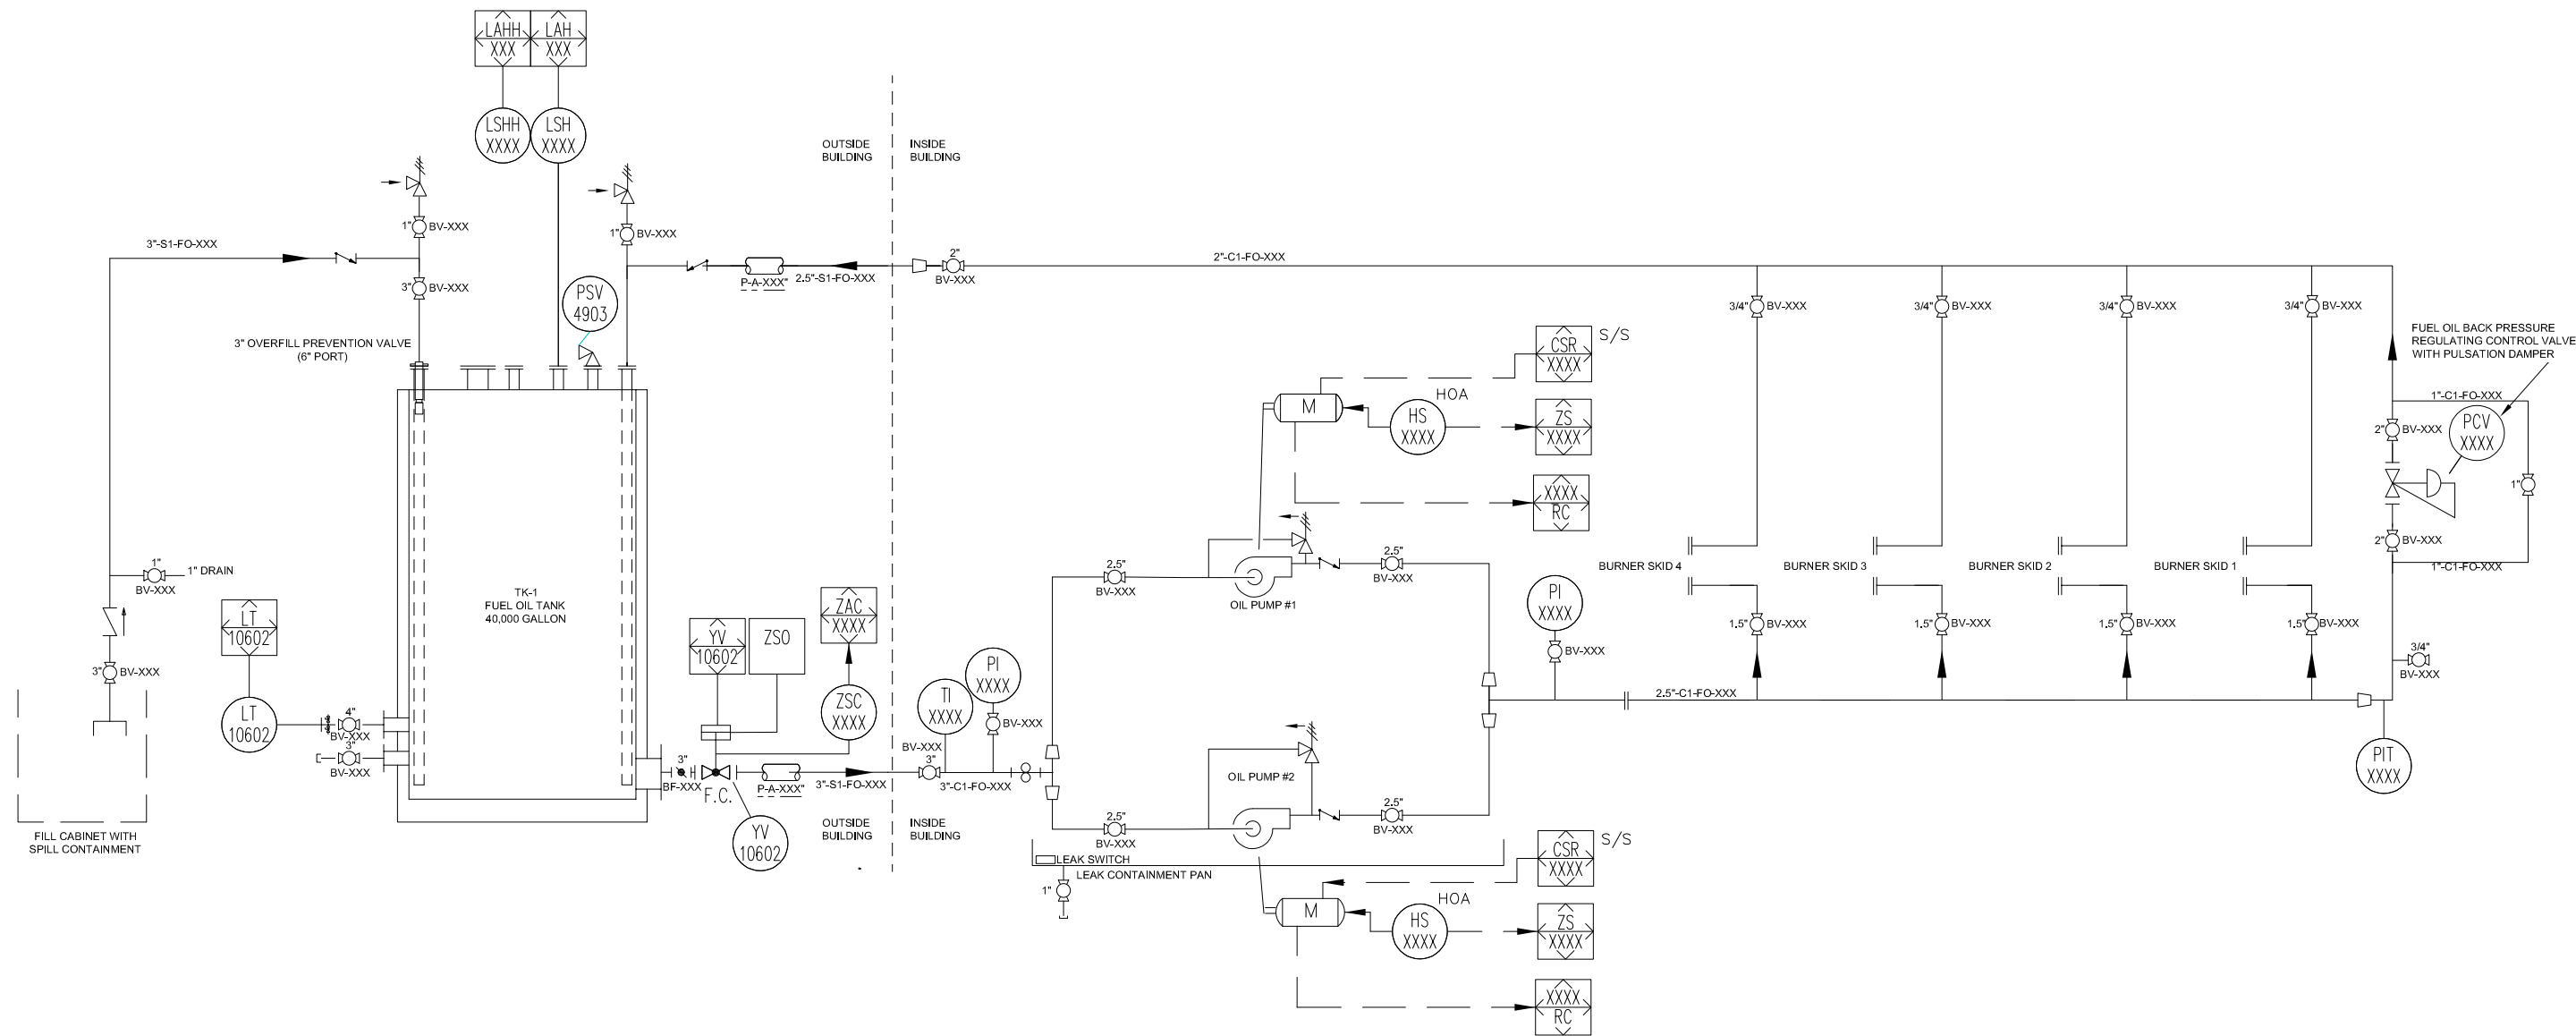 LAHH
XXX
LAH
XXX
LSHH
XXXX
LSH
XXXX
OUTSIDE
BUILDING
INSIDE
BUILDING
1" BV-XXX
1" BV-XXX
3"-S1-FO-XXX
3" BV-XXX
PSV
4903
P-A-XXX"
2.5"-S1-FO-XXX
2"
BV-XXX
2"-C1-FO-XXX
3" OVERFILL PREVENTION VALVE
(6" PORT)
3/4" BV-XXX
3/4" BV-XXX
3/4" BV-XXX
3/4" BV-XXX
FUEL OIL BACK PRESSURE
REGULATING CONTROL VALVE
WITH PULSATION DAMPER
CSR
XXXX
S/S
HOA
M
HS
XXXX
ZS
XXXX
XXXX
RC
1"-C1-FO-XXX
2" BV-XXX
PCV
XXXX
1"
2" BV-XXX
1"-C1-FO-XXX
1"
BV-XXX
1" DRAIN
3" BV-XXX
FILL CABINET WITH
SPILL CONTAINMENT
LT
10602
LT
10602
4"
BV-XXX
3"
BV-XXX
TK-1
FUEL OIL TANK
40,000 GALLON
YV
10602
ZSO
ZAC
XXXX
ZSC
XXXX
3"
BF-XXX
F.C.
YV
10602
P-A-XXX"
3"-S1-FO-XXX
OUTSIDE
BUILDING
INSIDE
BUILDING
TI
XXXX
PI
XXXX
BV-XXX
BV-XXX
3"
3"-C1-FO-XXX
2.5"
BV-XXX
OIL PUMP #1
2.5"
BV-XXX
2.5"
BV-XXX
OIL PUMP #2
2.5"
BV-XXX
LEAK SWITCH
LEAK CONTAINMENT PAN
1"
PI
XXXX
BV-XXX
2.5"-C1-FO-XXX
BURNER SKID 4
BURNER SKID 3
BURNER SKID 2
BURNER SKID 1
1.5" BV-XXX
1.5" BV-XXX
1.5" BV-XXX
1.5" BV-XXX
3/4"
BV-XXX
PIT
XXXX
CSR
XXXX
S/S
HOA
M
HS
XXXX
ZS
XXXX
XXXX
RC